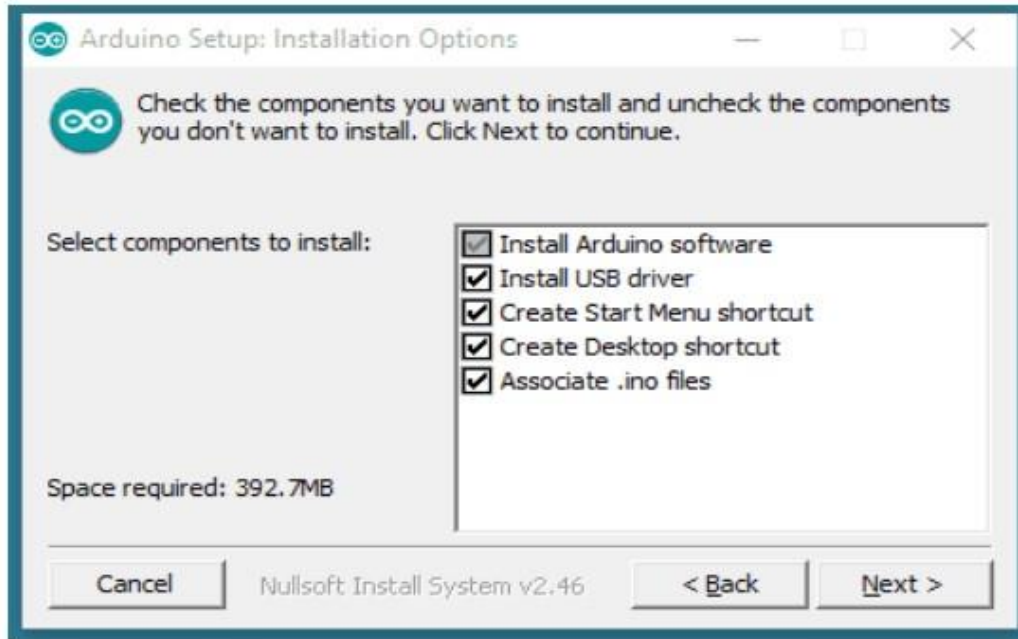 Arduino Setup: Installation Options
Check the components you want to install and uncheck the components
you don't want to install. Click Next to continue.
Select components to install:
Install Arduino software
Install USB driver
Create Start Menu shortcut
Create Desktop shortcut
Associate .ino files
Space required: 392.7MB
Cancel
Nullsoft Install System v2.46
< Back
Next >